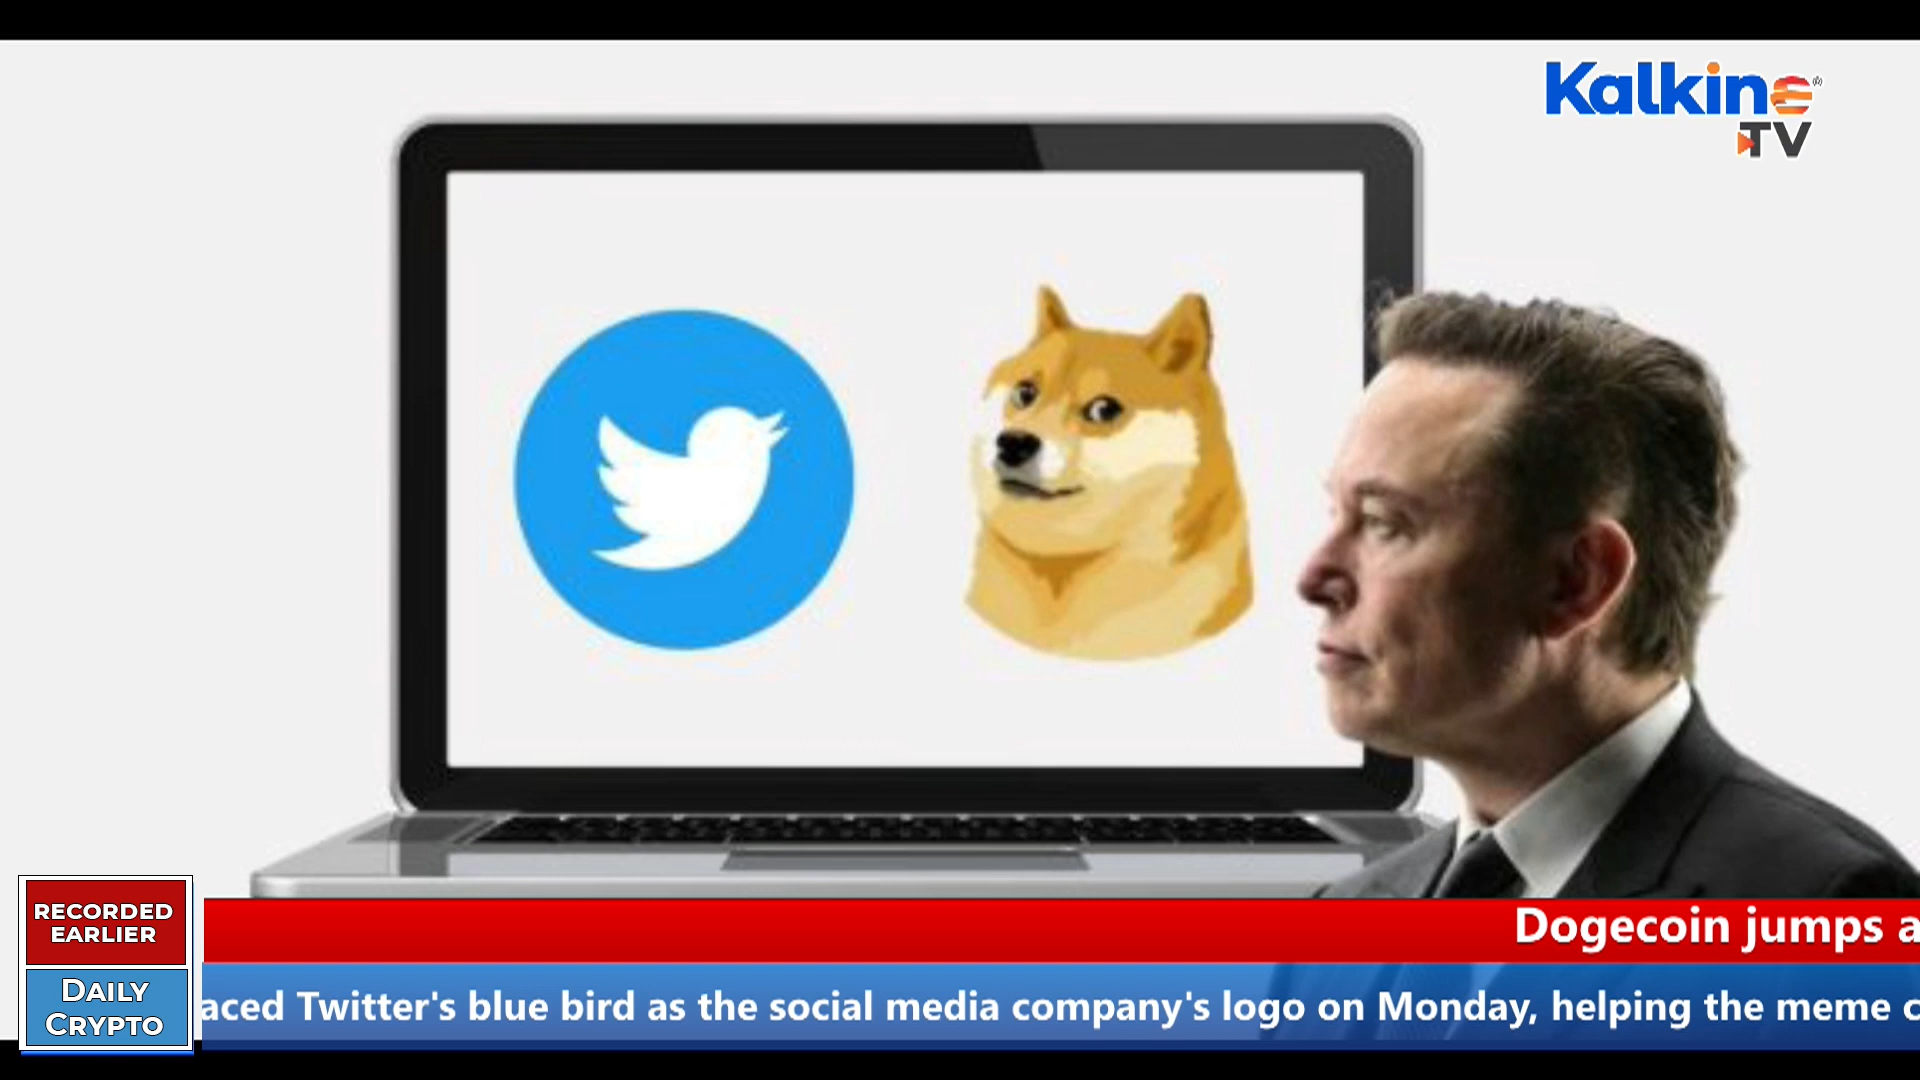 Kalkine
TV
Dogecoin jumps a
RECORDED
EARLIER
DAILY
CRYPTO
aced Twitter's blue bird as the social media company's logo on Monday, helping the meme c